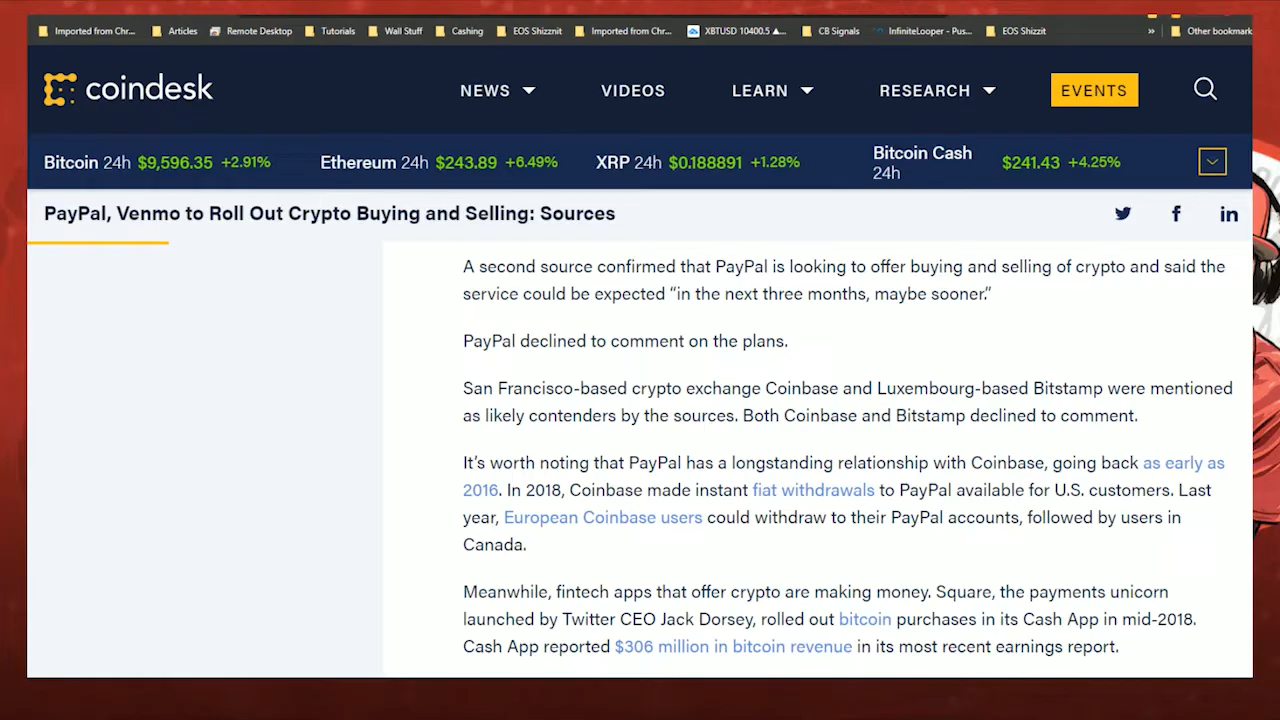 Imported from Chr... Articles Remote Desktop Tutorials Wall Stuff Cashing EOS Shizznit Imported from Chr... XBTUSD 10400.5 ▲... CB Signals InfiniteLooper - Pus... EOS Shizzit » Other bookmark
coindesk NEWS VIDEOS LEARN RESEARCH EVENTS
Bitcoin 24h $9,596.35 +2.91% Ethereum 24h $243.89 +6.49% XRP 24h $0.188891 +1.28% Bitcoin Cash 24h $241.43 +4.25%
PayPal, Venmo to Roll Out Crypto Buying and Selling: Sources
A second source confirmed that PayPal is looking to offer buying and selling of crypto and said the
service could be expected “in the next three months, maybe sooner.”
PayPal declined to comment on the plans.
San Francisco-based crypto exchange Coinbase and Luxembourg-based Bitstamp were mentioned
as likely contenders by the sources. Both Coinbase and Bitstamp declined to comment.
It’s worth noting that PayPal has a longstanding relationship with Coinbase, going back as early as
2016. In 2018, Coinbase made instant fiat withdrawals to PayPal available for U.S. customers. Last
year, European Coinbase users could withdraw to their PayPal accounts, followed by users in
Canada.
Meanwhile, fintech apps that offer crypto are making money. Square, the payments unicorn
launched by Twitter CEO Jack Dorsey, rolled out bitcoin purchases in its Cash App in mid-2018.
Cash App reported $306 million in bitcoin revenue in its most recent earnings report.